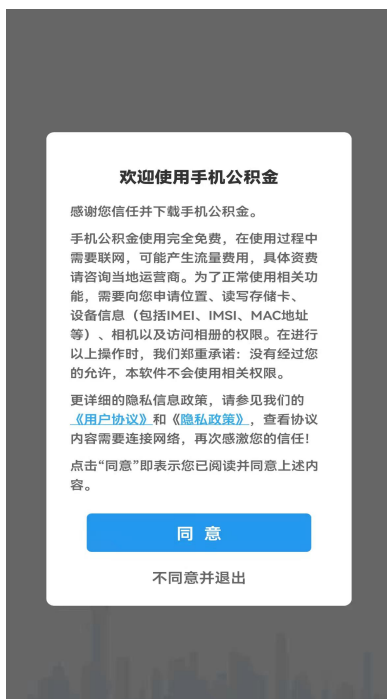 欢迎使用手机公积金
感谢您信任并下载手机公积金。
手机公积金使用完全免费，在使用过程中
需要联网，可能产生流量费用，具体资费
请咨询当地运营商。为了正常使用相关功
能，需要向您申请位置、读写存储卡、
设备信息（包括IMEI、IMSI、MAC地址
等）、相机以及访问相册的权限。在进行
以上操作时，我们郑重承诺：没有经过您
的允许，本软件不会使用相关权限。
更详细的隐私信息政策，请参见我们的
《用户协议》和《隐私政策》，查看协议
内容需要连接网络，再次感激您的信任！
点击“同意”即表示您已阅读并同意上述内
容。
同 意
不同意并退出